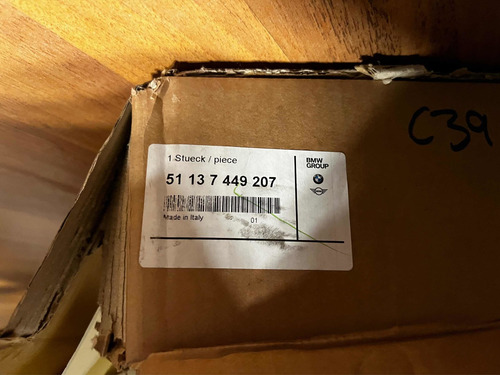 C39
1 Stueck / piece
BMW
GROUP
51 13 7 449 207
Made in Italy
01